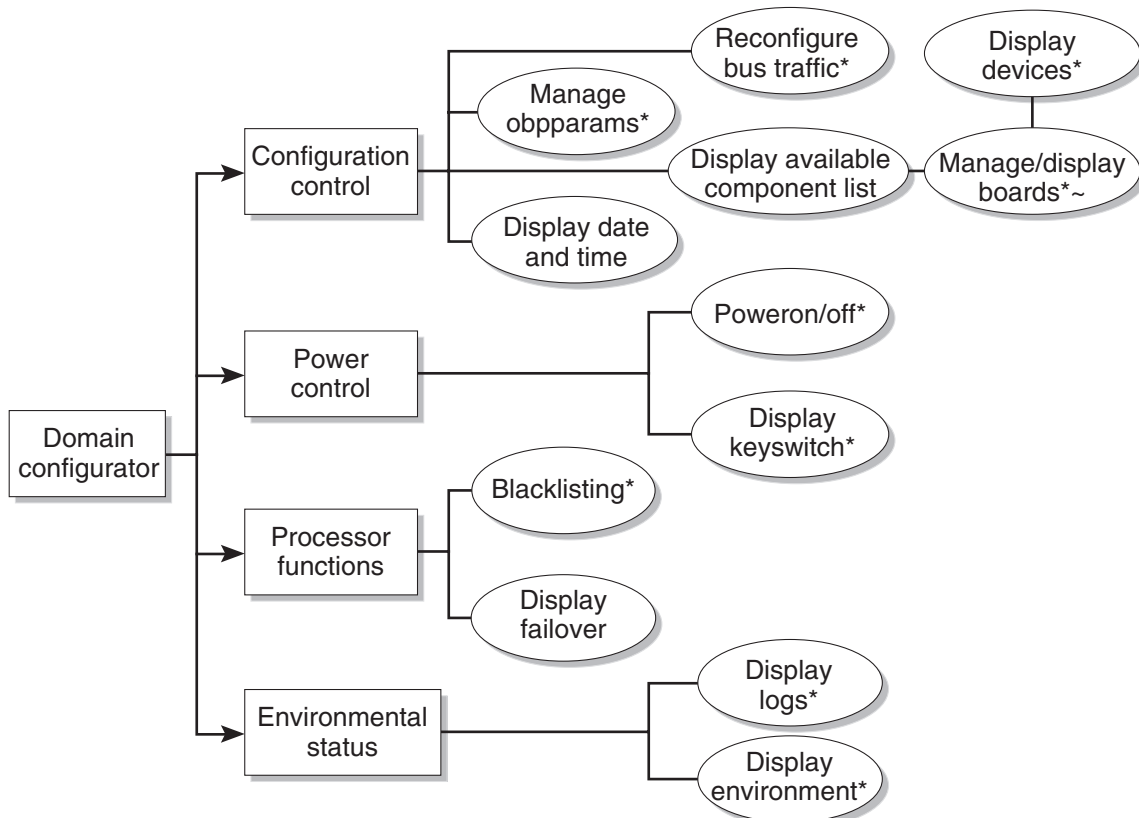 Reconfigure
bus traffic*
Display
devices*
Manage
obpparams*
Configuration
control
Display available
component list
Manage/display
boards*~
Display date
and time
Poweron/off*
Power
control
Display
keyswitch*
Domain
configurator
Blacklisting*
Processor
functions
Display
failover
Display
logs*
Environmental
status
Display
environment*